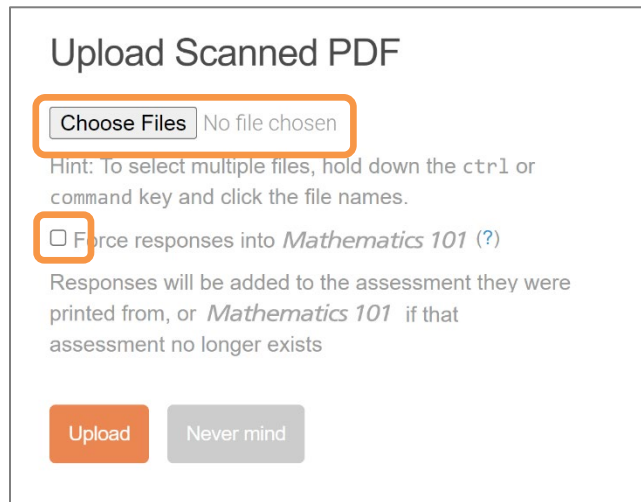 Upload Scanned PDF
Choose Files No file chosen
Hint: To select multiple files, hold down the ctrl or
command key and click the file names.
Force responses into Mathematics 101 (?)
Responses will be added to the assessment they were
printed from, or Mathematics 101 if that
assessment no longer exists
Upload Never mind